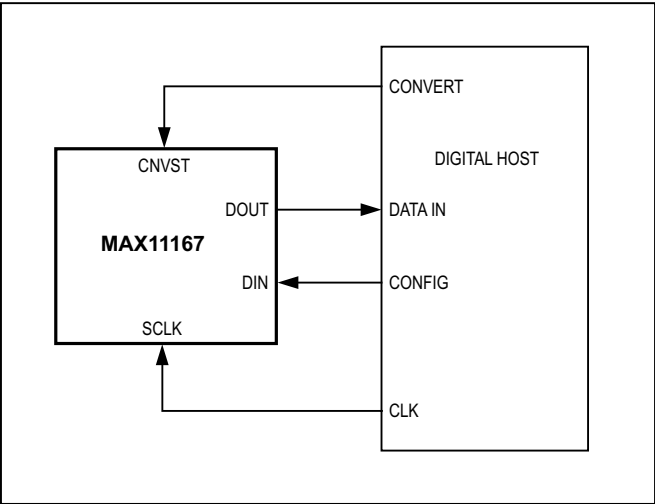 CONVERT
CNVST
DIGITAL HOST
DOUT
DATA IN
MAX11167
DIN
CONFIG
SCLK
CLK